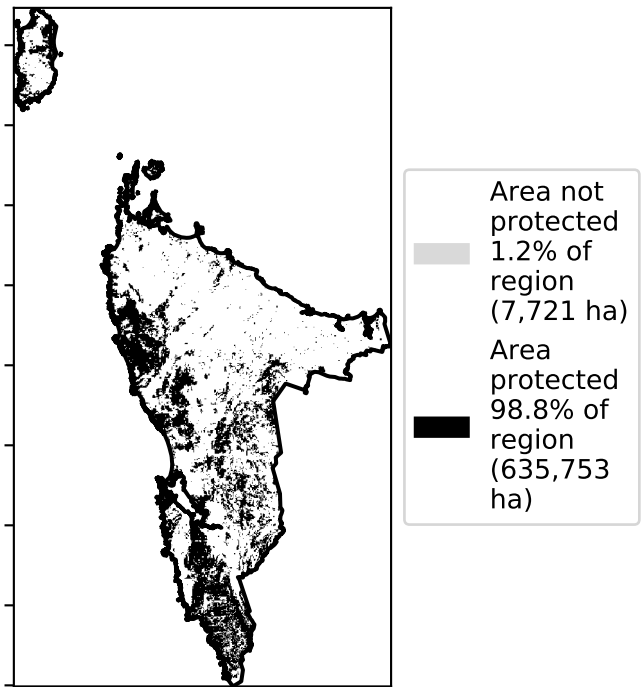 Area not
protected
1.2% of
region
(7,721 ha)
Area
protected
98.8% of
region
(635,753
ha)